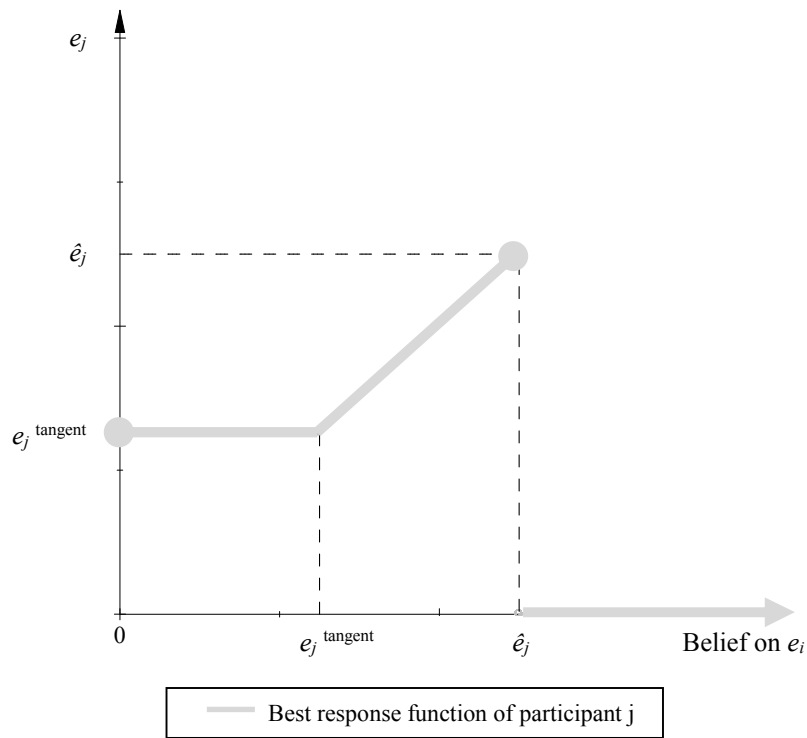 e_j
ê_j
e_j tangent
0
e_j tangent
ê_j
Belief on e_i
Best response function of participant j